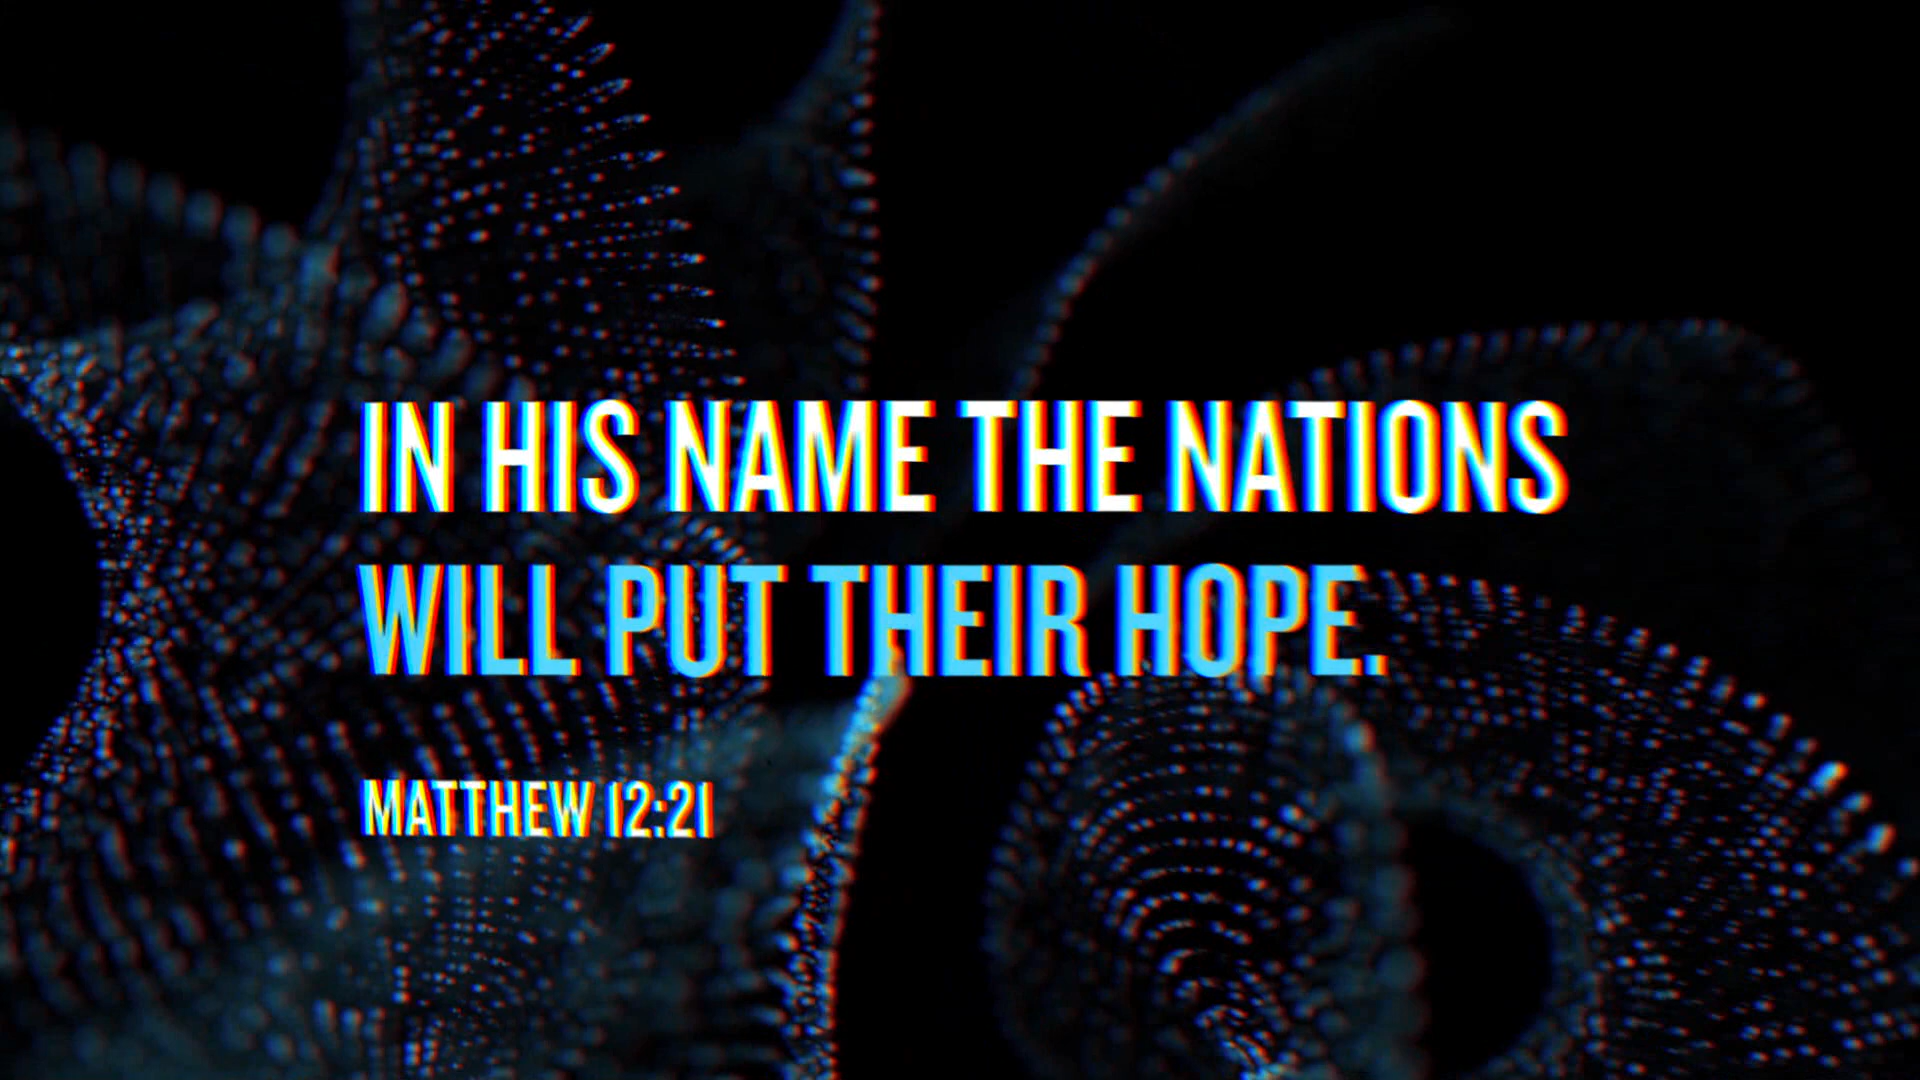 IN HIS NAME THE NATIONS
WILL PUT THEIR HOPE.
MATTHEW 12:21